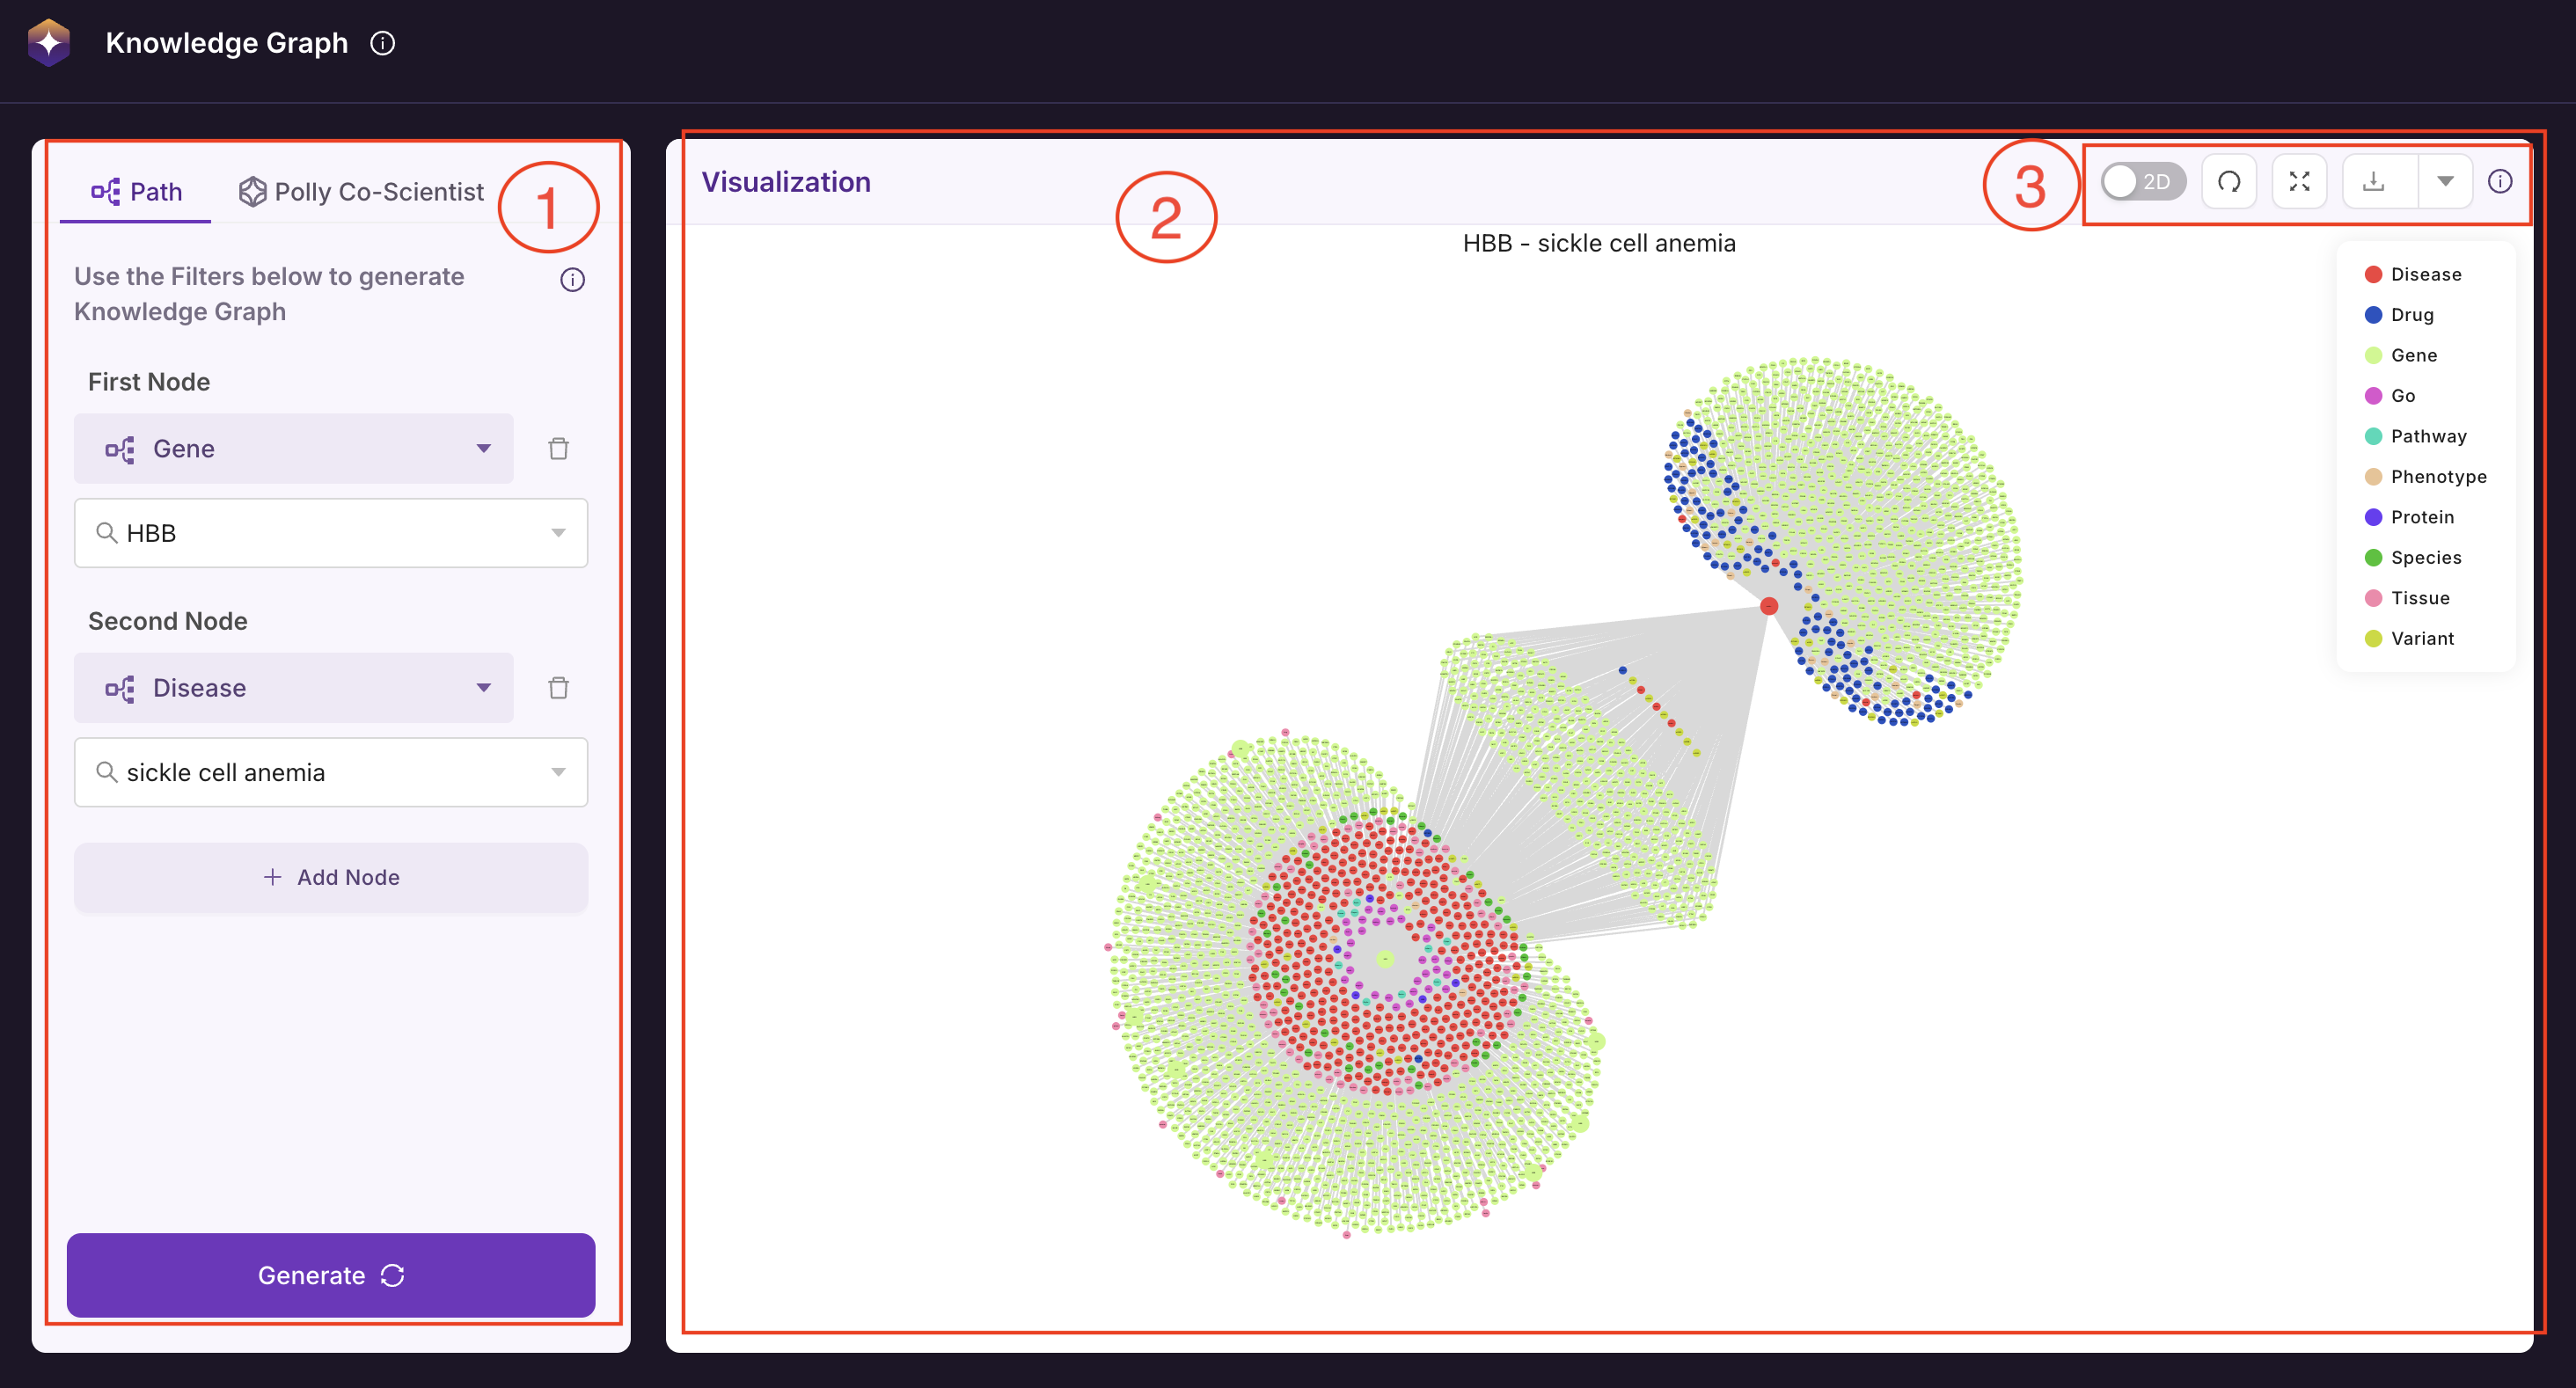 Knowledge Graph
Path
Polly Co-Scientist
1
Use the Filters below to generate
Knowledge Graph
First Node
Gene
HBB
Second Node
Disease
sickle cell anemia
+ Add Node
Generate
Visualization
2
3
2D
HBB - sickle cell anemia
Disease
Drug
Gene
Go
Pathway
Phenotype
Protein
Species
Tissue
Variant